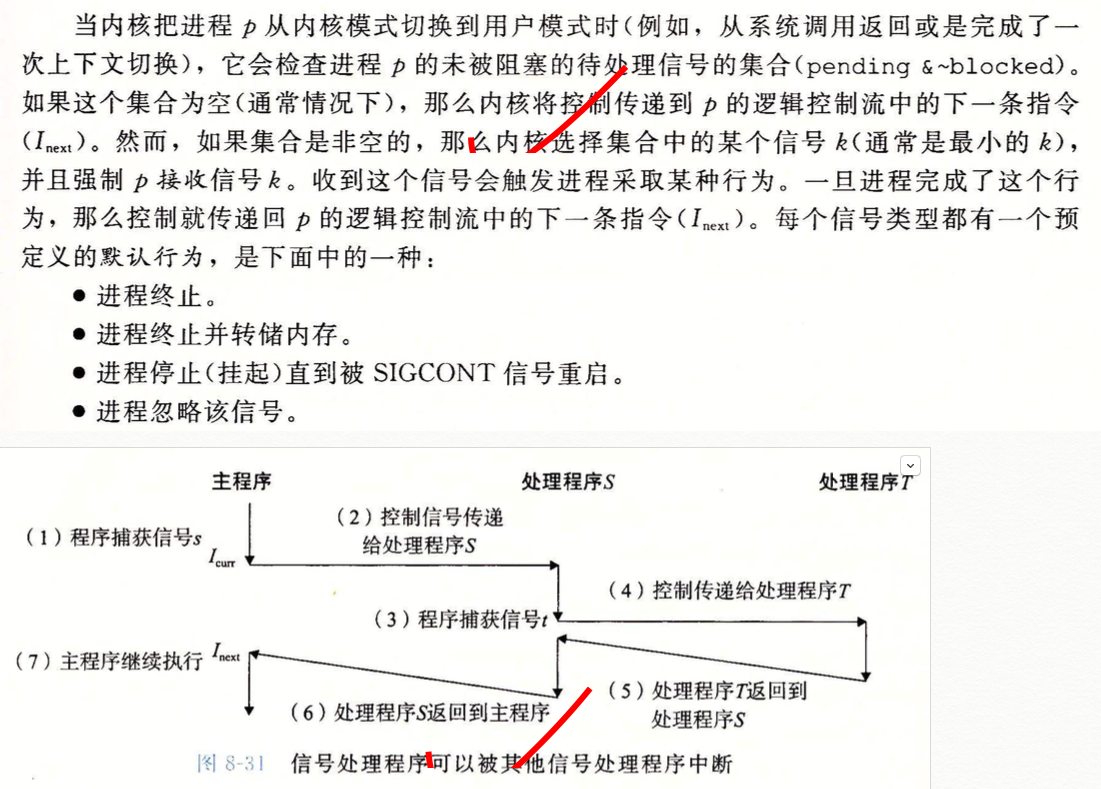 当内核把进程 p 从内核模式切换到用户模式时(例如，从系统调用返回或是完成了一
次上下文切换)，它会检查进程 p 的未被阻塞的待处理信号的集合(pending &~blocked)。
如果这个集合为空(通常情况下)，那么内核将控制传递到 p 的逻辑控制流中的下一条指令
(Inext)。然而，如果集合是非空的，那么内核选择集合中的某个信号 k(通常是最小的 k)，
并且强制 p 接收信号 k。收到这个信号会触发进程采取某种行为。一旦进程完成了这个行
为，那么控制就传递回 p 的逻辑控制流中的下一条指令(Inext)。每个信号类型都有一个预
定义的默认行为，是下面中的一种：
● 进程终止。
● 进程终止并转储内存。
● 进程停止(挂起)直到被 SIGCONT 信号重启。
● 进程忽略该信号。
主程序
处理程序S
处理程序T
(1)程序捕获信号s
Icurr
(2)控制信号传递
给处理程序S
(3)程序捕获信号t
(4)控制传递给处理程序T
(5)处理程序T返回到
处理程序S
(6)处理程序S返回到主程序
(7)主程序继续执行
Inext
图 8-31 信号处理程序可以被其他信号处理程序中断